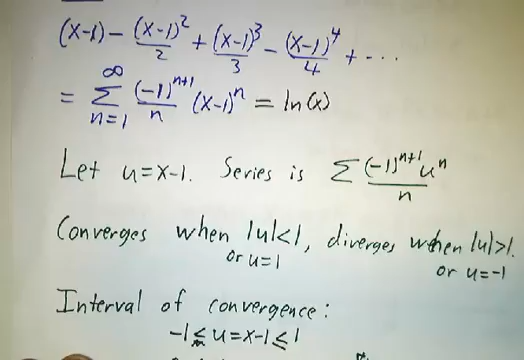 (x-1) - (x-1)²/2 + (x-1)³/3 - (x-1)⁴/4 + ...
= ∑_{n=1}^{∞} (-1)^{n+1}/n (x-1)^n = ln(x)
Let u=x-1. Series is ∑ (-1)^{n+1} u^n / n
Converges when |u|<1, diverges when |u|>1.
or u=1 or u=-1
Interval of convergence:
-1 ≤ u=x-1 ≤ 1